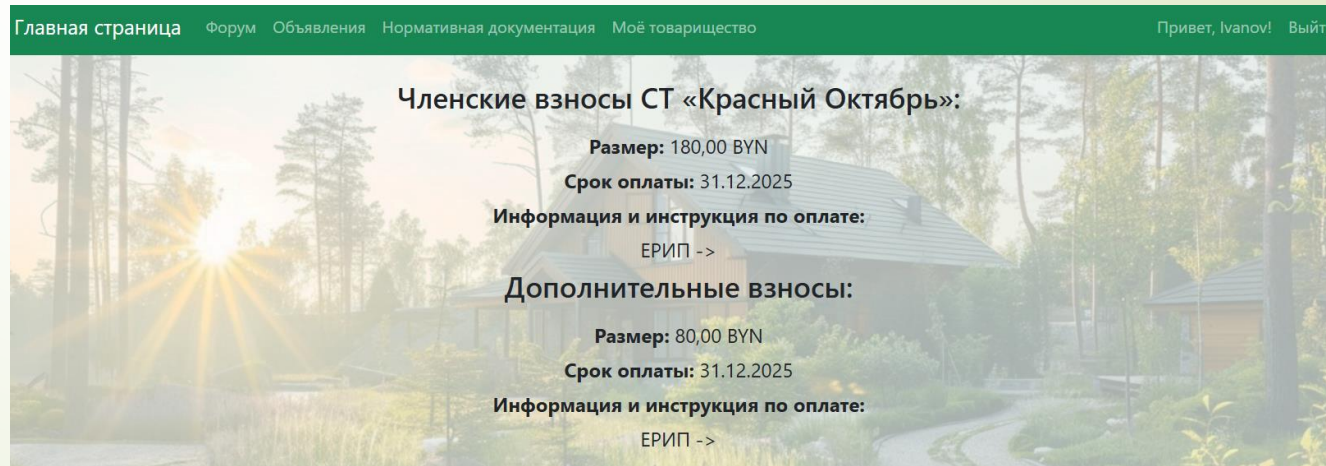 Главная страница Форум Объявления Нормативная документация Моё товарищество Привет, Ivanov! Выйти
Членские взносы СТ «Красный Октябрь»:
Размер: 180,00 BYN
Срок оплаты: 31.12.2025
Информация и инструкция по оплате:
ЕРИП ->
Дополнительные взносы:
Размер: 80,00 BYN
Срок оплаты: 31.12.2025
Информация и инструкция по оплате:
ЕРИП ->